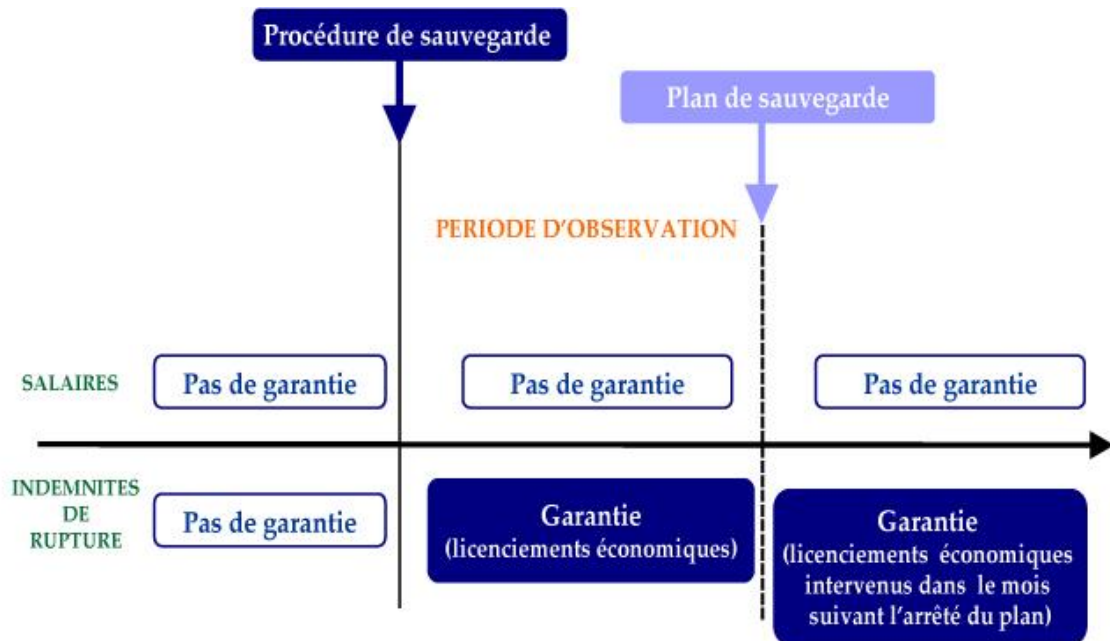 Procédure de sauvegarde
Plan de sauvegarde
PERIODE D'OBSERVATION
SALAIRES
Pas de garantie
Pas de garantie
Pas de garantie
INDEMNITES
DE
RUPTURE
Pas de garantie
Garantie
(licenciements économiques)
Garantie
(licenciements économiques
intervenus dans le mois
suivant l'arrêté du plan)